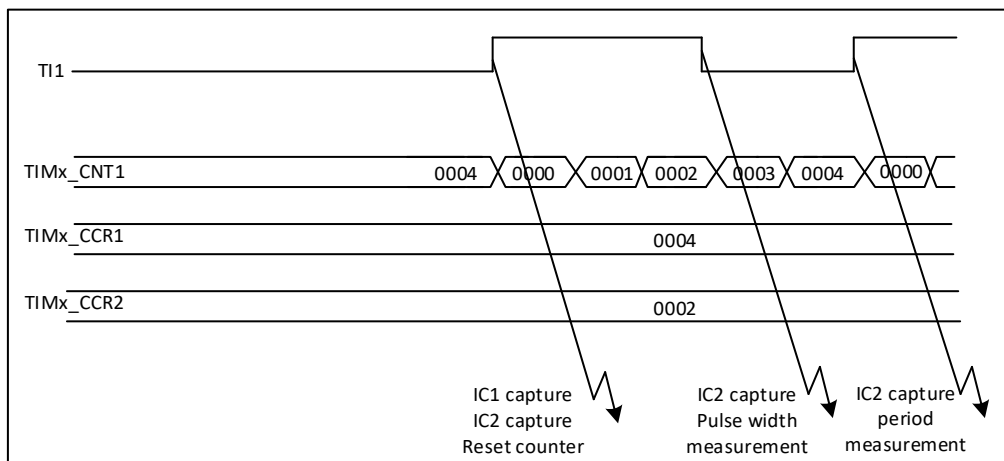 TI1
TIMx_CNT1
0004 0000 0001 0002 0003 0004 0000
TIMx_CCR1
0004
TIMx_CCR2
0002
IC1 capture
IC2 capture
Reset counter
IC2 capture
Pulse width
measurement
IC2 capture
period
measurement